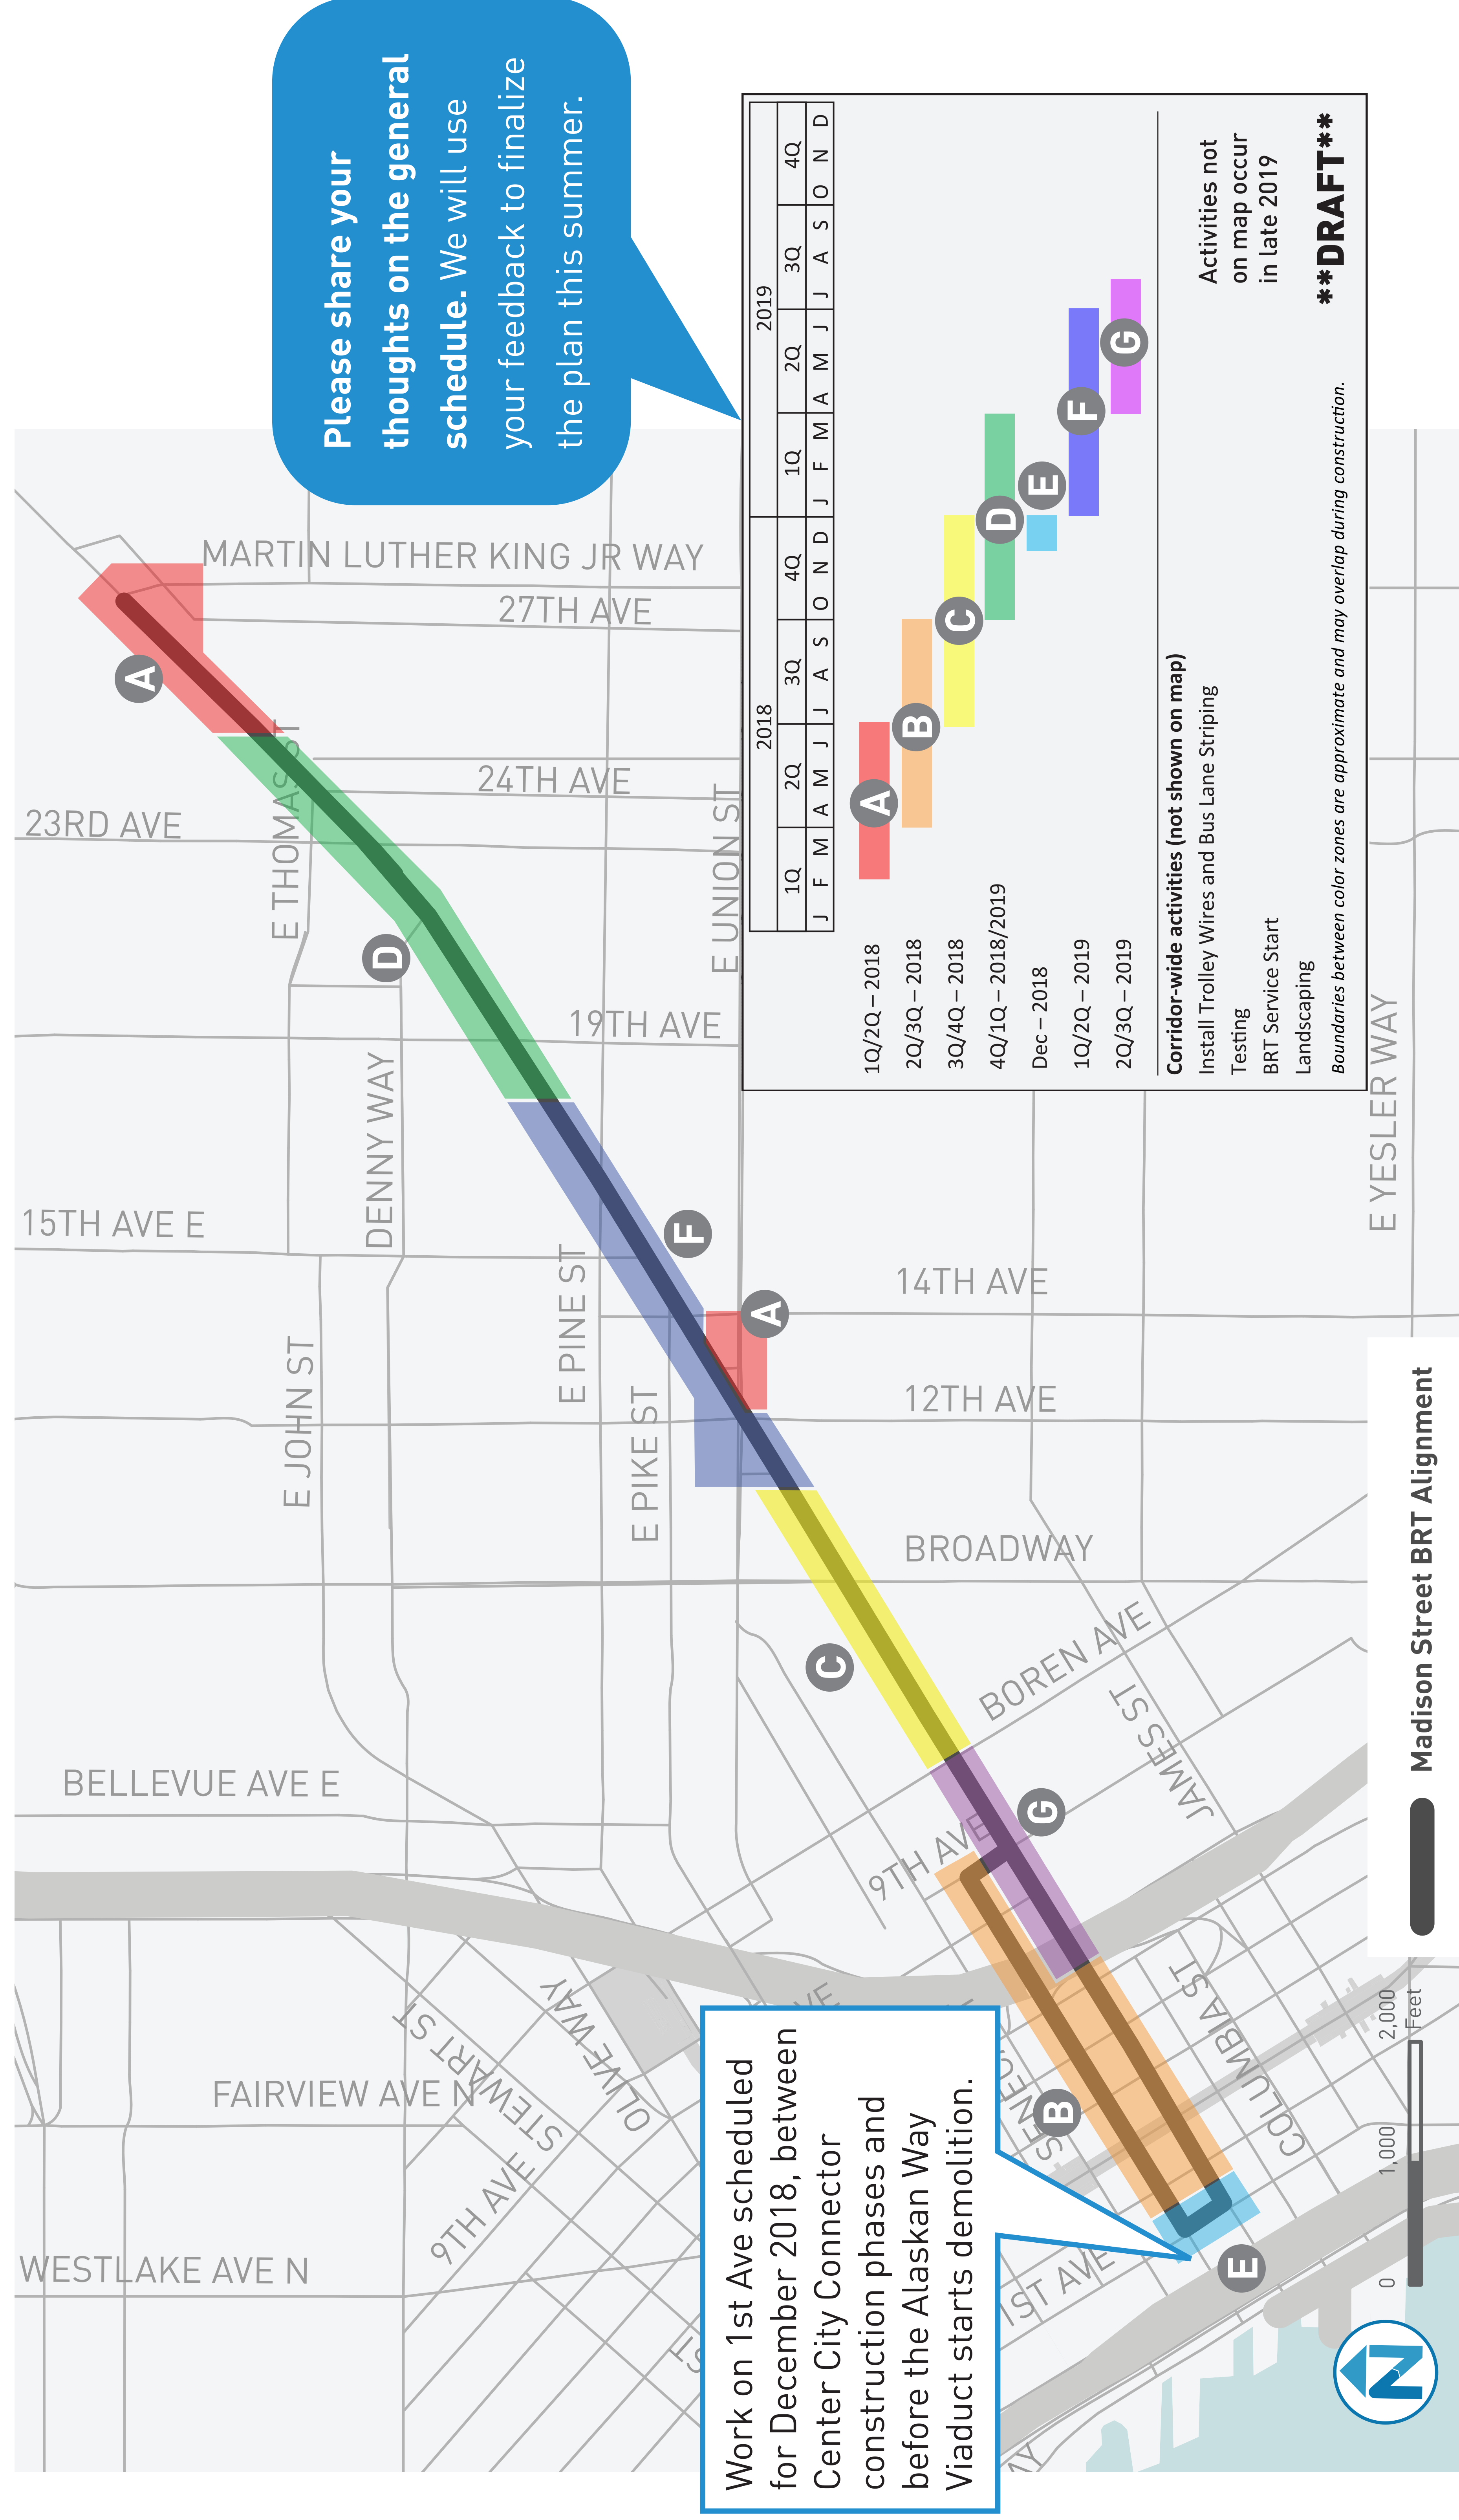 Please share your
thoughts on the general
schedule. We will use
your feedback to finalize
the plan this summer.
MARTIN LUTHER KING JR WAY
27TH AVE
24TH AVE
23RD AVE
E THOMAS ST
E UNION ST
19TH AVE
DENNY WAY
15TH AVE E
E PINE ST
14TH AVE
E JOHN ST
E PIKE ST
12TH AVE
BROADWAY
BOREN AVE
JAMES ST
BELLEVUE AVE E
9TH AVE
E YESLER WAY
COLUMBIA ST
OLIVE WAY
STEWART ST
FAIRVIEW AVE N
9TH AVE
WESTLAKE AVE N
1ST AVE
A
D
F
A
C
G
B
E
Work on 1st Ave scheduled
for December 2018, between
Center City Connector
construction phases and
before the Alaskan Way
Viaduct starts demolition.
2018 2019
1Q 2Q 3Q 4Q 1Q 2Q 3Q 4Q
J F M A M J J A S O N D J F M A M J J A S O N D
1Q/2Q – 2018 A
2Q/3Q – 2018 B
3Q/4Q – 2018 C
4Q/1Q – 2018/2019 D
Dec – 2018 E
1Q/2Q – 2019 F
2Q/3Q – 2019 G
Corridor-wide activities (not shown on map)
Install Trolley Wires and Bus Lane Striping
Testing
BRT Service Start
Landscaping
Activities not
on map occur
in late 2019
**DRAFT**
Boundaries between color zones are approximate and may overlap during construction.
Madison Street BRT Alignment
0 1,000 2,000
Feet
N